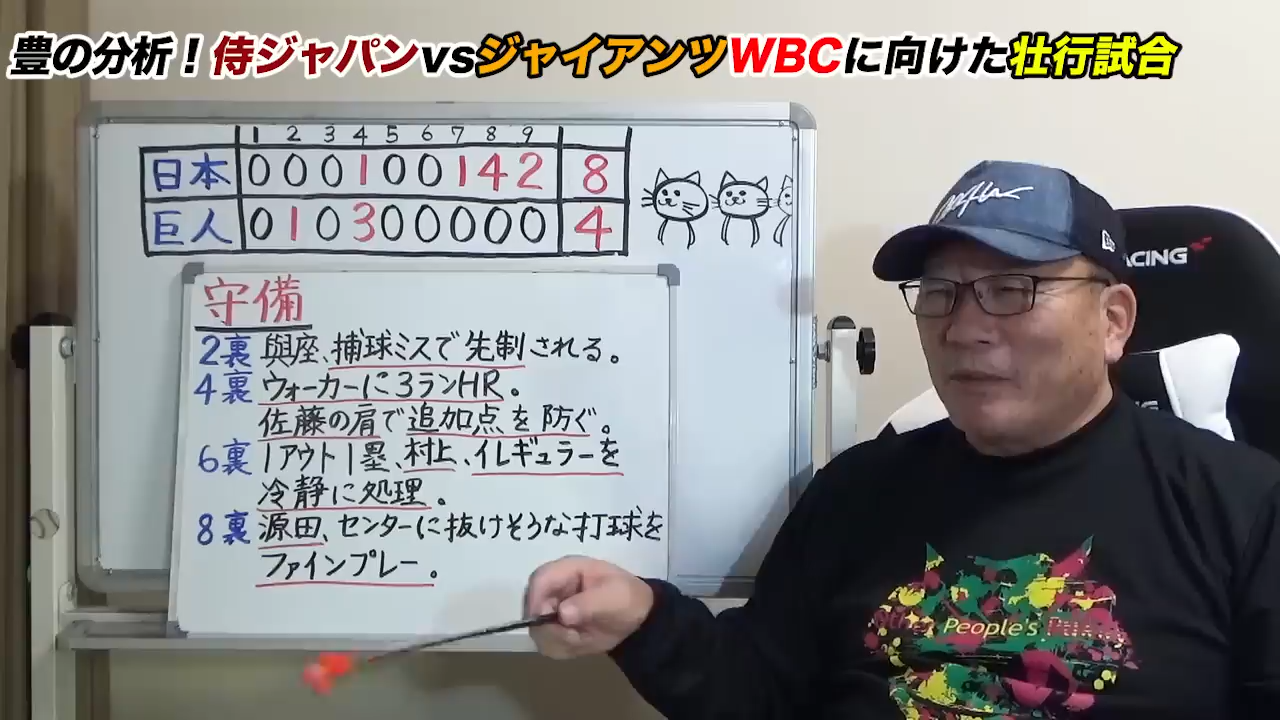 豊の分析！侍ジャパンvsジャイアンツWBCに向けた壮行試合
1 2 3 4 5 6 7 8 9
日本 0 0 0 1 0 0 1 4 2 8
巨人 0 1 0 3 0 0 0 0 0 4
守備
2裏 與座、捕球ミスで先制される。
4裏 ウォーカーに3ランHR。
佐藤の肩で追加点を防ぐ。
6裏 1アウト1塁、村上、イレギュラーを
冷静に処理。
8裏 源田、センターに抜けそうな打球を
ファインプレー。
ACING
Other People's